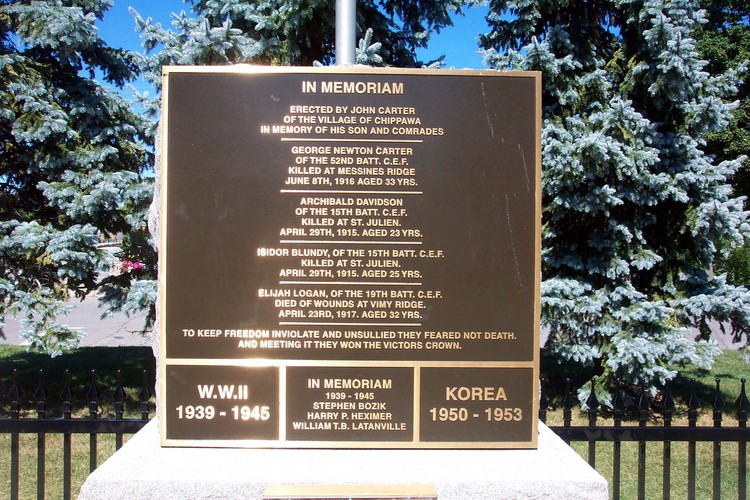 IN MEMORIAM
ERECTED BY JOHN CARTER
OF THE VILLAGE OF CHIPPAWA
IN MEMORY OF HIS SON AND COMRADES
GEORGE NEWTON CARTER
OF THE 52ND BATT. C.E.F.
KILLED AT MESSINES RIDGE
JUNE 8TH, 1916 AGED 33 YRS.
ARCHIBALD DAVIDSON
OF THE 15TH BATT. C.E.F.
KILLED AT ST. JULIEN.
APRIL 29TH, 1915. AGED 23 YRS.
ISIDOR BLUNDY, OF THE 15TH BATT. C.E.F.
KILLED AT ST. JULIEN.
APRIL 29TH, 1915. AGED 25 YRS.
ELIJAH LOGAN, OF THE 19TH BATT. C.E.F.
DIED OF WOUNDS AT VIMY RIDGE.
APRIL 23RD, 1917. AGED 32 YRS.
TO KEEP FREEDOM INVIOLATE AND UNSULLIED THEY FEARED NOT DEATH.
AND MEETING IT THEY WON THE VICTORS CROWN.
W.W.II
1939 - 1945
IN MEMORIAM
1939 - 1945
STEPHEN BOZIK
HARRY P. HEXIMER
WILLIAM T.B. LATANVILLE
KOREA
1950 - 1953